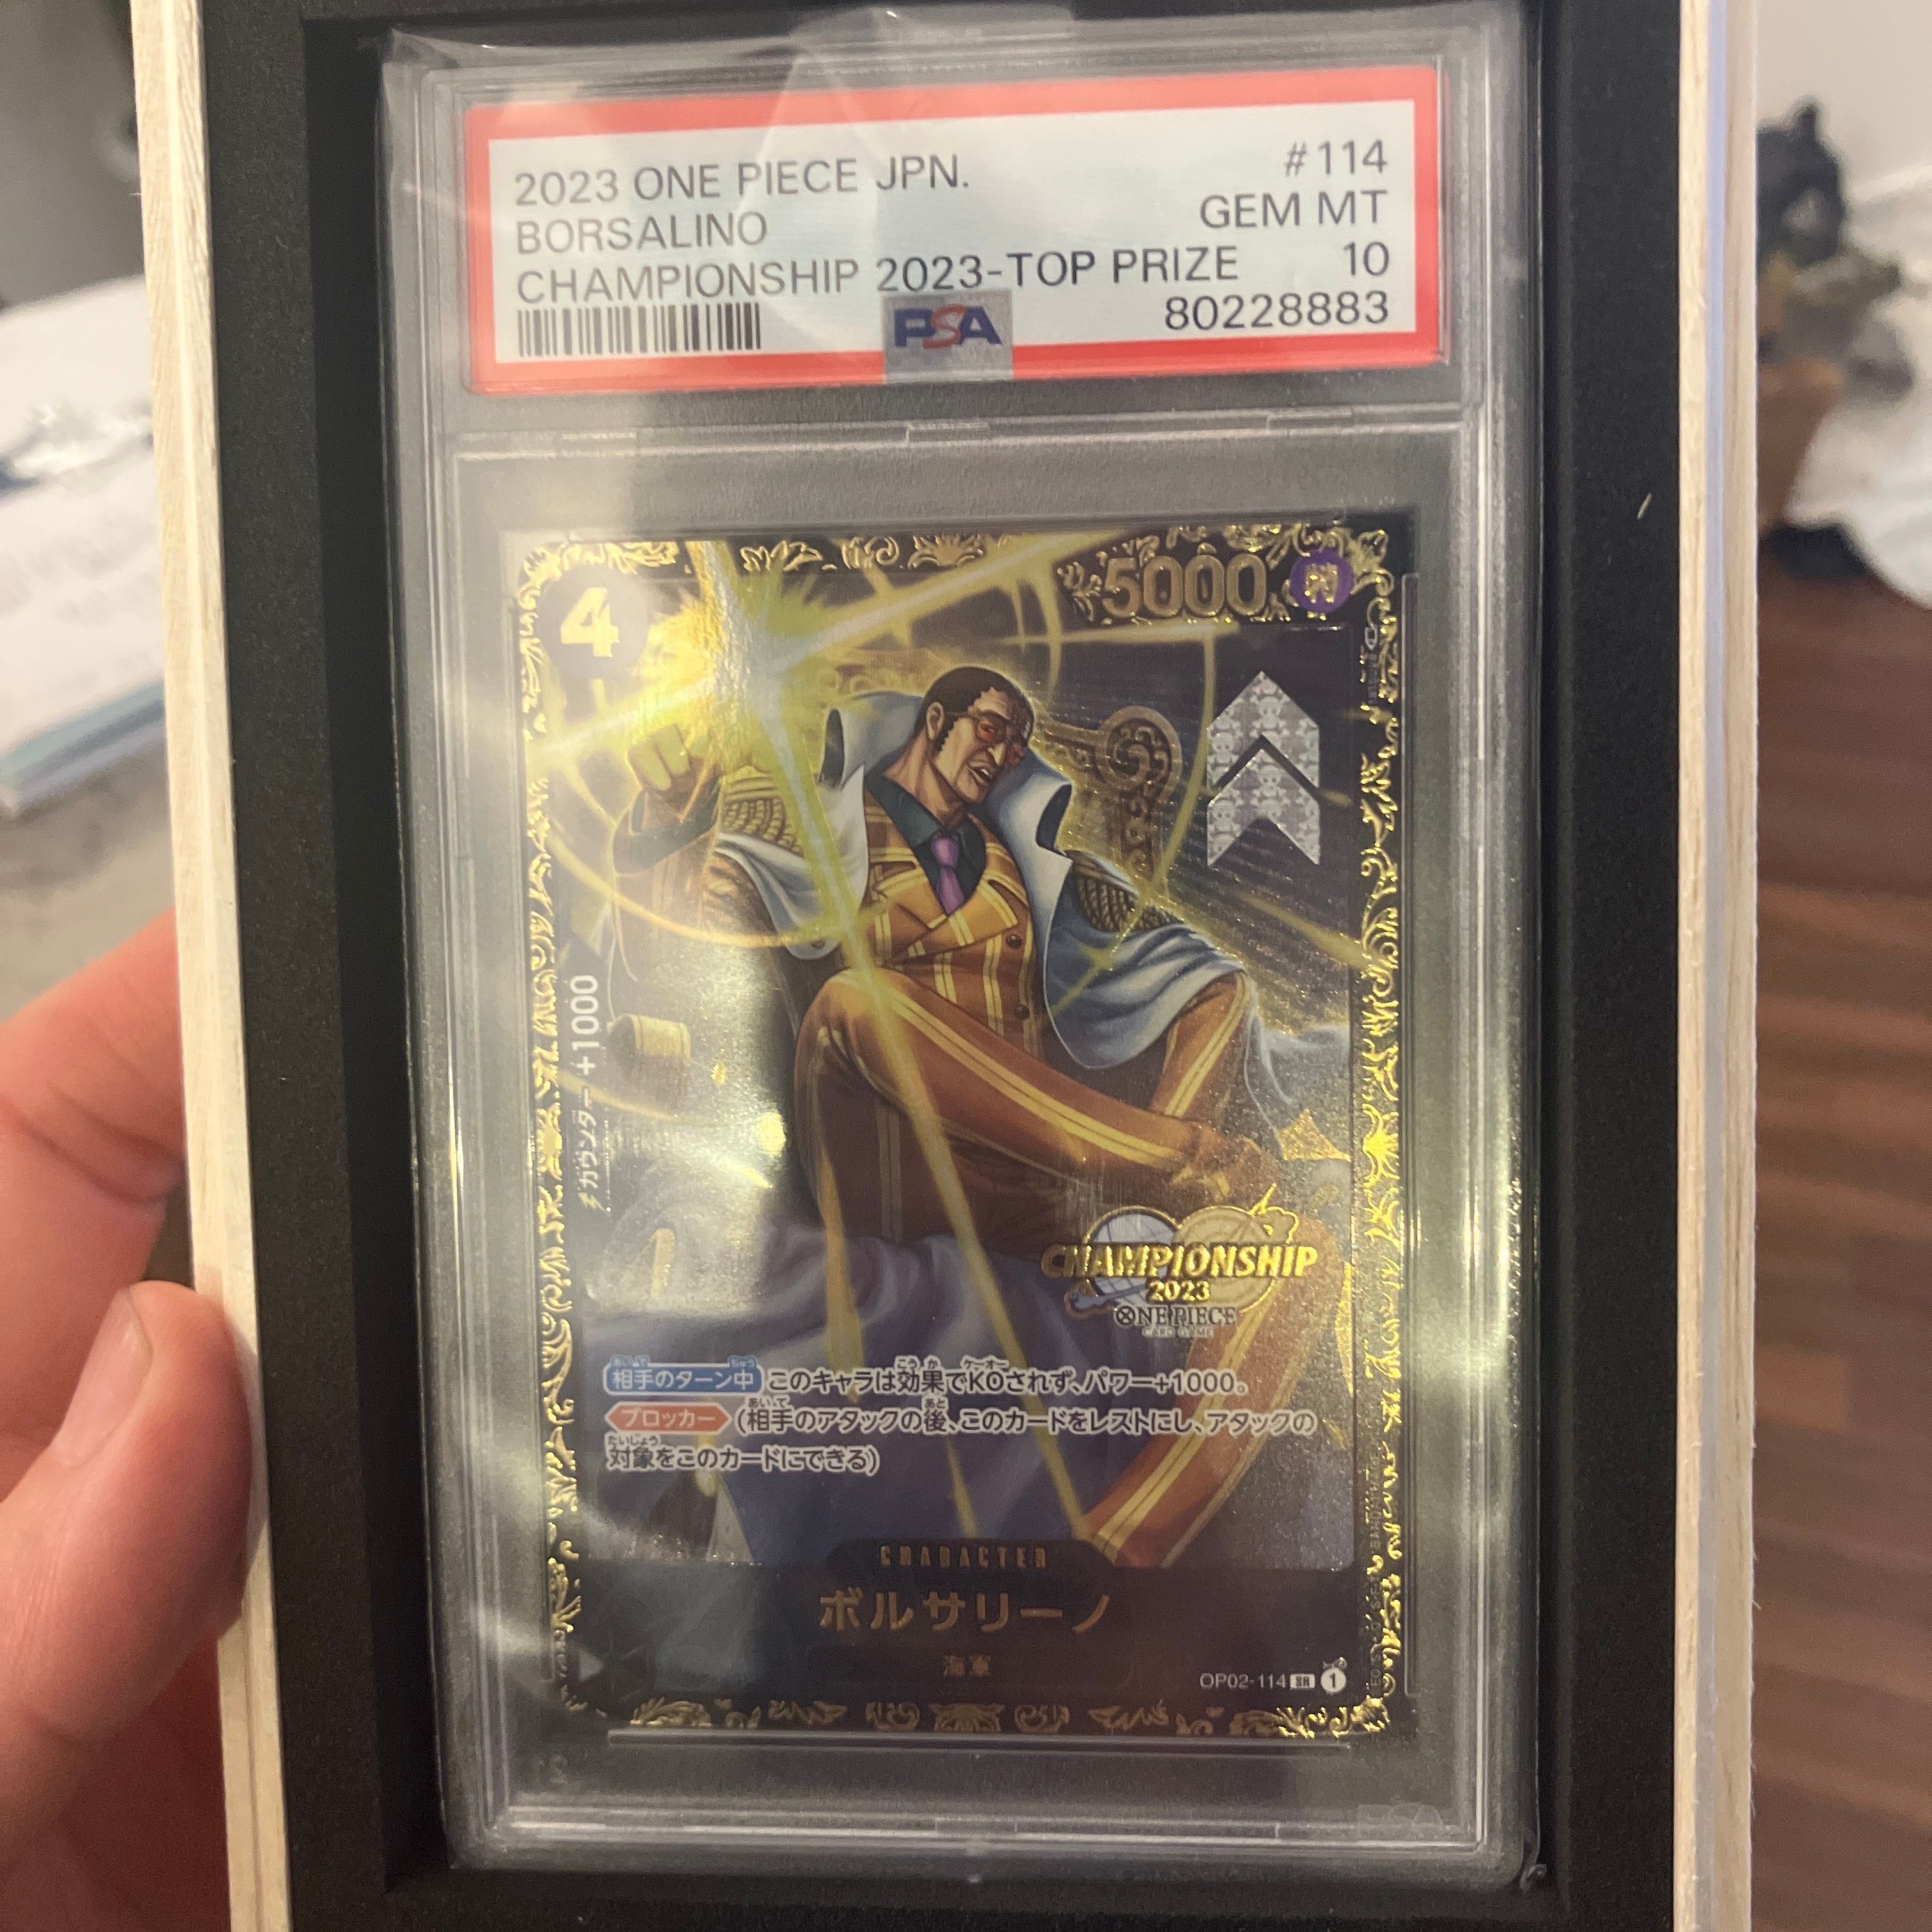 2023 ONE PIECE JPN. #114
BORSALINO GEM MT
CHAMPIONSHIP 2023-TOP PRIZE 10
PSA 80228883
4
5000
カウンター+1000
CHAMPIONSHIP
2023
ONE PIECE
CARD GAME
相手のターン中 このキャラは効果でKOされず、パワー+1000。
ブロッカー (相手のアタックの後、このカードをレストにし、アタックの
対象をこのカードにできる)
CHARACTER
ボルサリーノ
海軍
OP02-114 SR 1